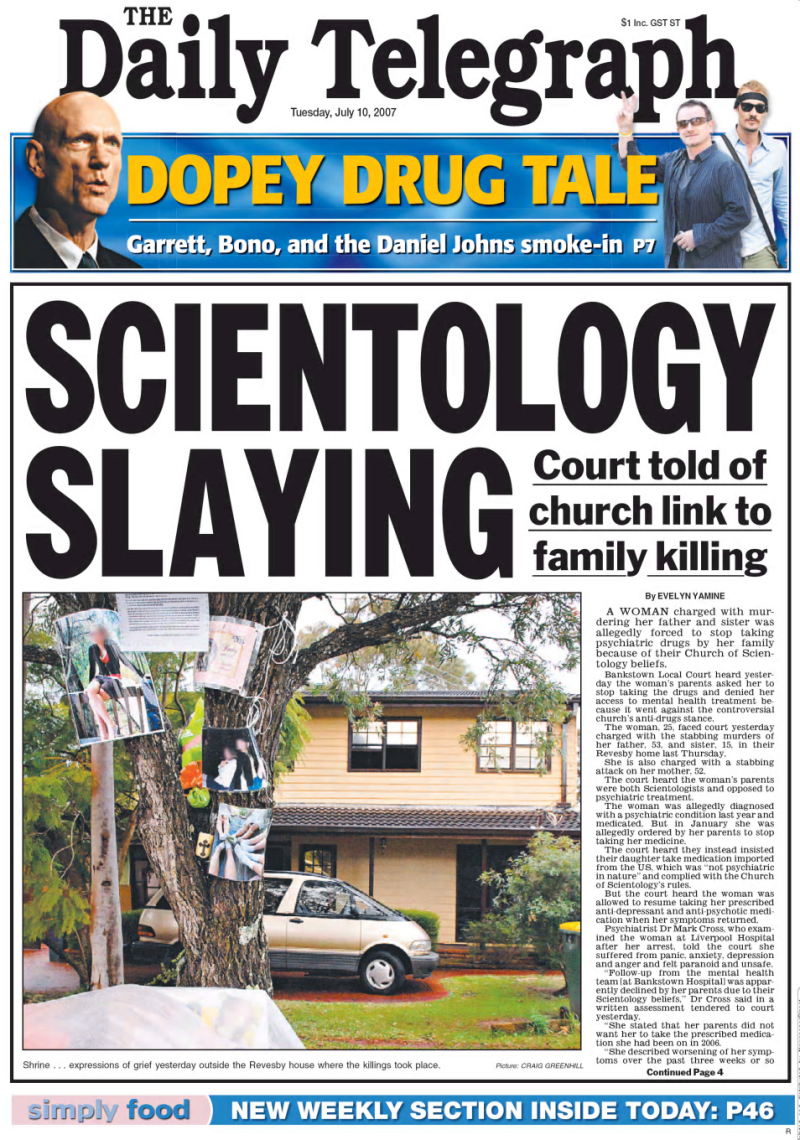 THE
Daily Telegraph
$1 Inc. GST ST
Tuesday, July 10, 2007
DOPEY DRUG TALE
Garrett, Bono, and the Daniel Johns smoke-in P7
SCIENTOLOGY
SLAYING
Court told of
church link to
family killing
By EVELYN YAMINE
A WOMAN charged with mur-
dering her father and sister was
allegedly forced to stop taking
psychiatric drugs by her family
because of their Church of Scien-
tology beliefs.
Bankstown Local Court heard yester-
day the woman's parents asked her to
stop taking the drugs and denied her
access to mental health treatment be-
cause it went against the controversial
church's anti-drugs stance.
The woman, 25, faced court yesterday
charged with the stabbing murders of
her father, 53, and sister, 15, in their
Revesby home last Thursday.
She is also charged with a stabbing
attack on her mother, 52.
The court heard the woman's parents
were both Scientologists and opposed to
psychiatric treatment.
The woman was allegedly diagnosed
with a psychiatric condition last year and
medicated. But in January she was
allegedly ordered by her parents to stop
taking her medicine.
The court heard they instead insisted
their daughter take medication imported
from the US, which was "not psychiatric
in nature" and complied with the Church
of Scientology's rules.
But the court heard the woman was
allowed to resume taking her prescribed
anti-depressant and anti-psychotic medi-
cation when her symptoms returned.
Psychiatrist Dr Mark Cross, who exam-
ined the woman at Liverpool Hospital
after her arrest, told the court she
suffered from panic, anxiety, depression
and anger and felt paranoid and unsafe.
"Follow-up from the mental health
team [at Bankstown Hospital] was appar-
ently declined by her parents due to their
Scientology beliefs," Dr Cross said in a
written assessment tendered to court
yesterday.
"She stated that her parents did not
want her to take the prescribed medica-
tion she had been on in 2006.
"She described worsening of her symp-
toms over the past three weeks or so
Continued Page 4
Shrine . . . expressions of grief yesterday outside the Revesby house where the killings took place.
Picture: CRAIG GREENHILL
simply food
NEW WEEKLY SECTION INSIDE TODAY: P46
R